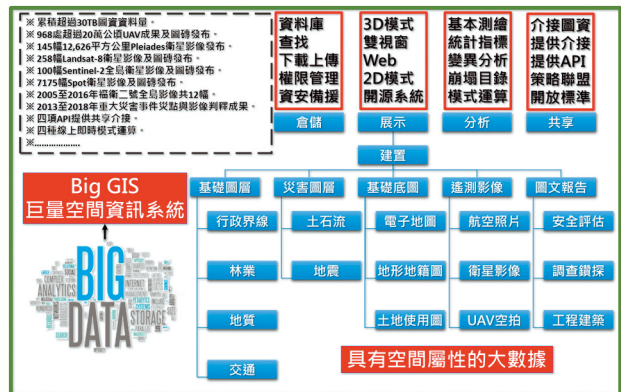 ※ 累積超過30TB圖資資料量。
※ 968處超過20萬公頃UAV成果及圖磚發布。
※ 145幅12,626平方公里Pleiades衛星影像及圖磚發布。
※ 258幅Landsat-8衛星影像及圖磚發布。
※ 100幅Sentinel-2全島衛星影像及圖磚發布。
※ 7175幅Spot衛星影像及圖磚發布。
※ 2005至2016年福衛二號全島影像共12幅。
※ 2013至2018年重大災害事件災點與影像判釋成果。
※ 四項API提供共享介接。
※ 四種線上即時模式運算。
※..................
資料庫
查找
下載上傳
權限管理
資安備援
3D模式
雙視窗
Web
2D模式
開源系統
基本測繪
統計指標
變異分析
崩塌目錄
模式運算
介接圖資
提供介接
提供API
策略聯盟
開放標準
倉儲
展示
分析
共享
建置
Big GIS
巨量空間資訊系統
基礎圖層
災害圖層
基礎底圖
遙測影像
圖文報告
行政界線
土石流
電子地圖
航空照片
安全評估
林業
地震
地形地籍圖
衛星影像
調查鑽探
地質
土地使用圖
UAV空拍
工程建築
交通
BIG
DATA
ANALYTICS
STORAGE
具有空間屬性的大數據